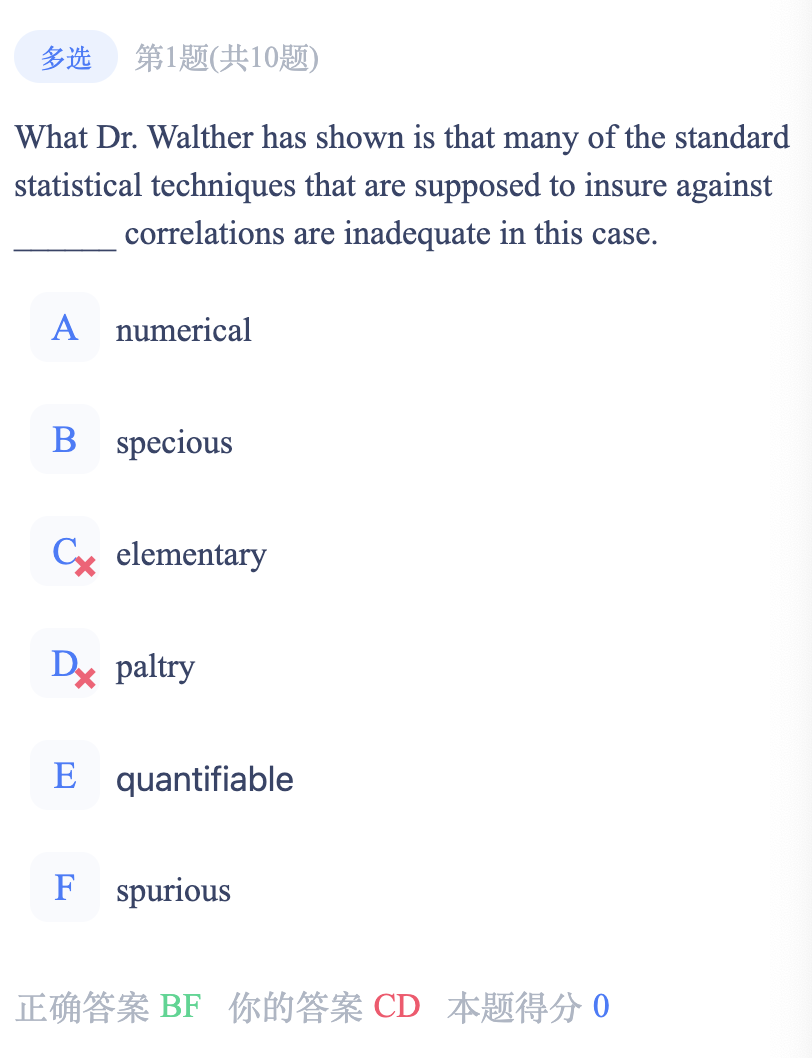 多选 第1题(共10题)
What Dr. Walther has shown is that many of the standard
statistical techniques that are supposed to insure against
______ correlations are inadequate in this case.
A numerical
B specious
C elementary
D paltry
E quantifiable
F spurious
正确答案 BF 你的答案 CD 本题得分 0